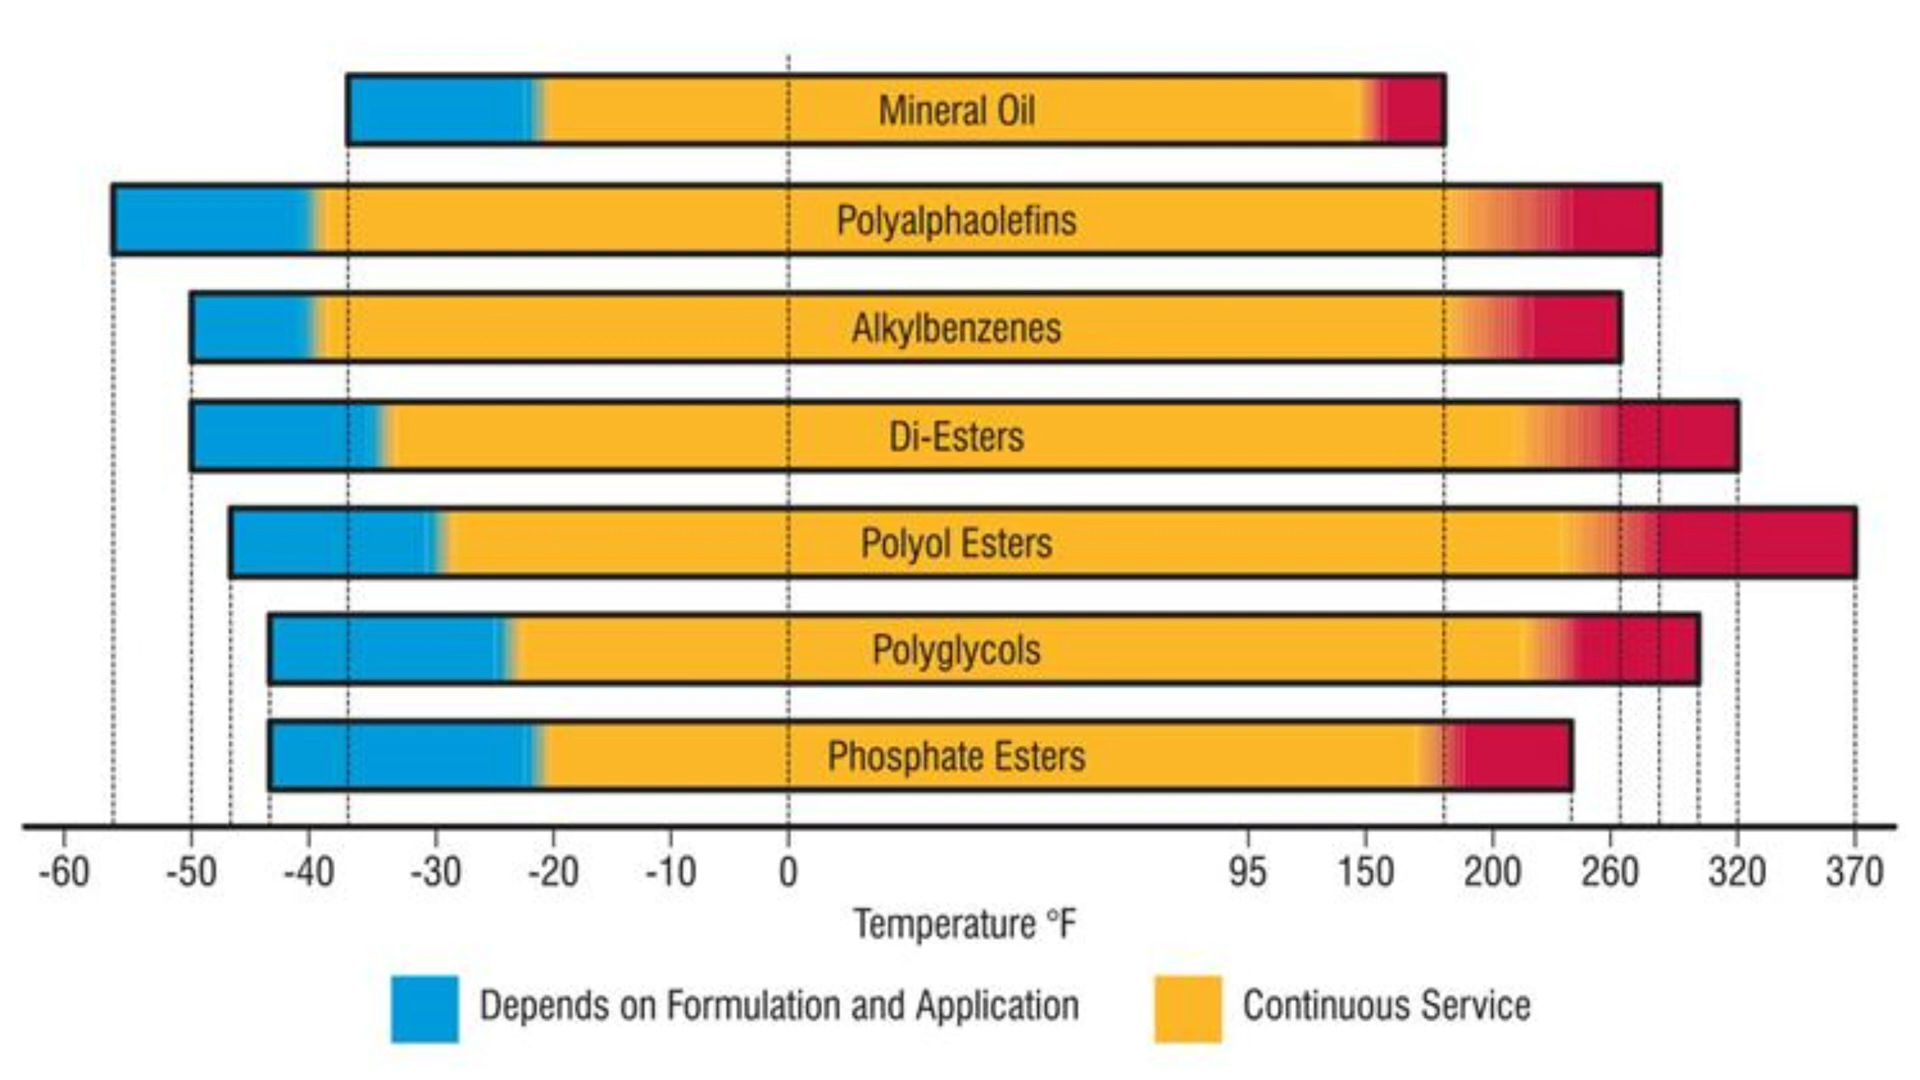 Mineral Oil
Polyalphaolefins
Alkylbenzenes
Di-Esters
Polyol Esters
Polyglycols
Phosphate Esters
-60 -50 -40 -30 -20 -10 0 95 150 200 260 320 370
Temperature °F
Depends on Formulation and Application Continuous Service